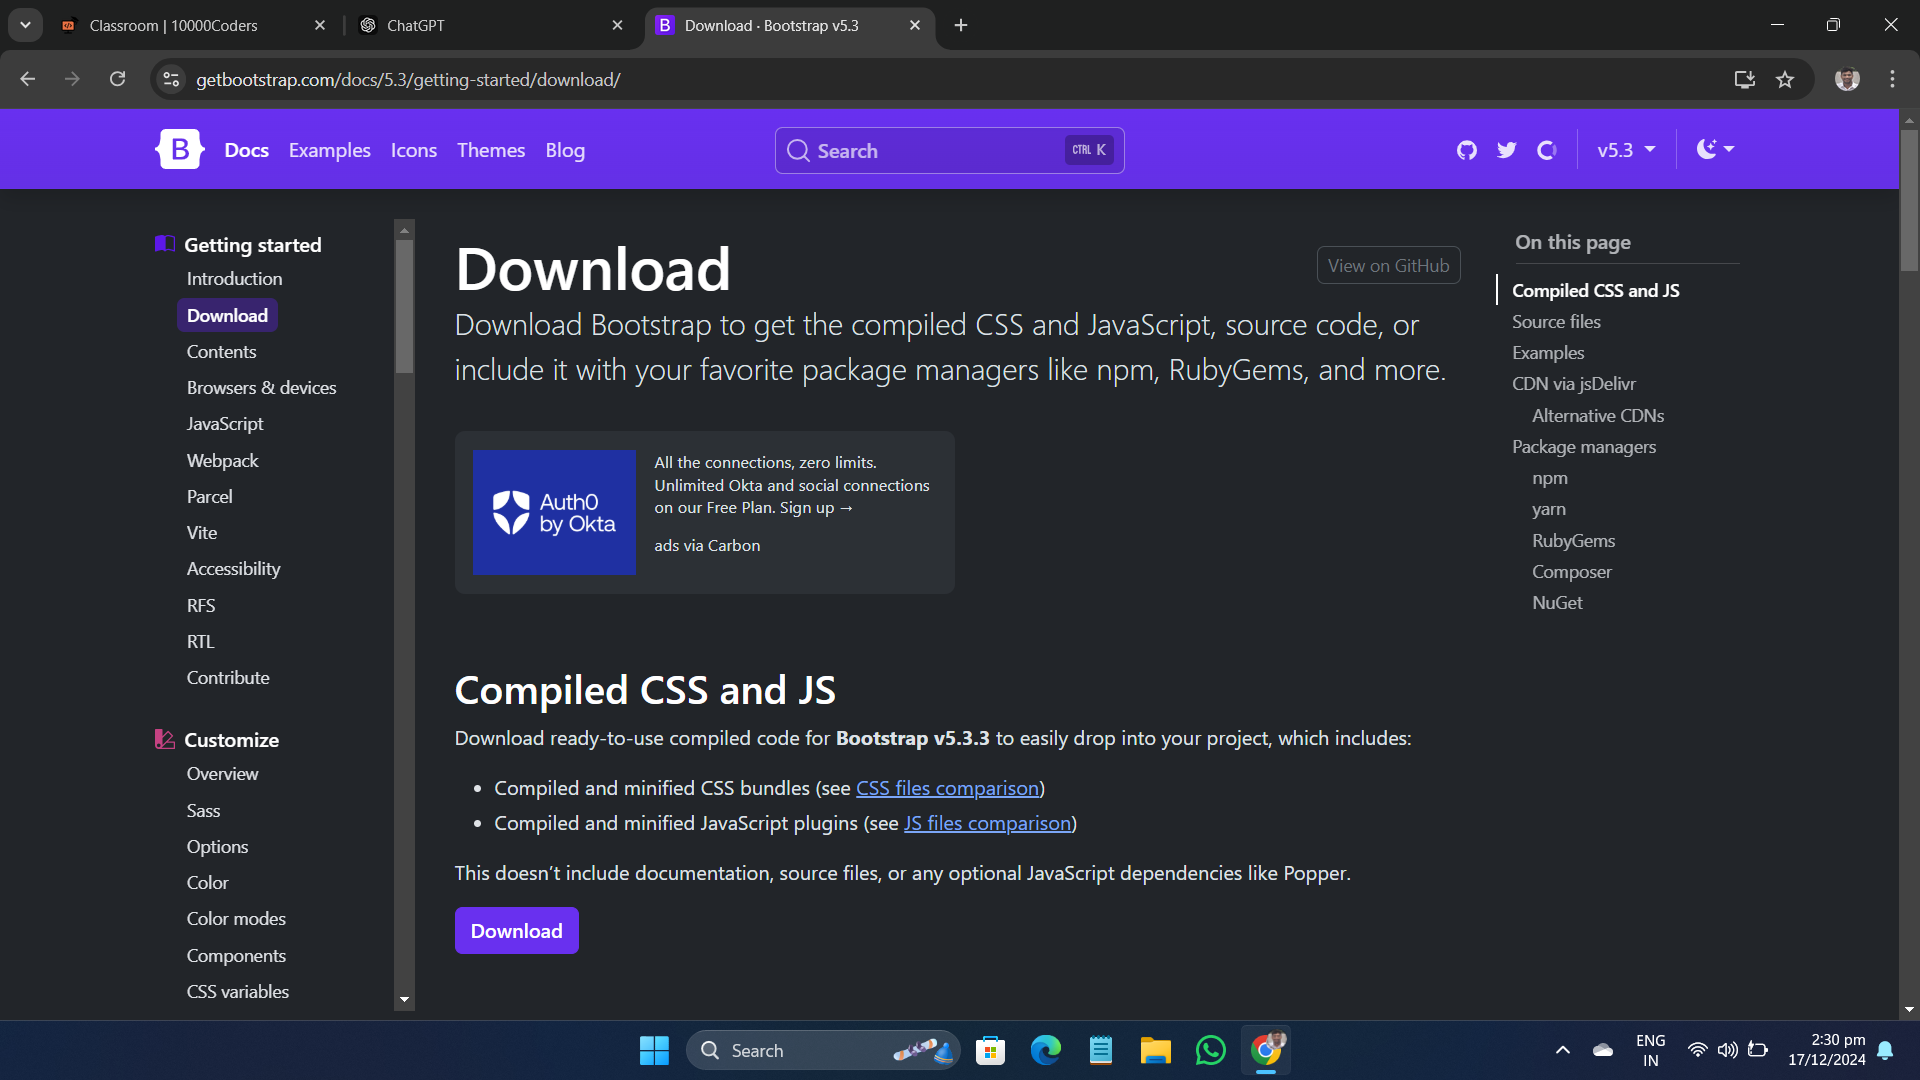 Classroom | 10000Coders
ChatGPT
Download · Bootstrap v5.3
getbootstrap.com/docs/5.3/getting-started/download/
B
Docs
Examples
Icons
Themes
Blog
Search
CTRL K
v5.3
Getting started
Introduction
Download
Contents
Browsers & devices
JavaScript
Webpack
Parcel
Vite
Accessibility
RFS
RTL
Contribute
Customize
Overview
Sass
Options
Color
Color modes
Components
CSS variables
Download
View on GitHub
Download Bootstrap to get the compiled CSS and JavaScript, source code, or
include it with your favorite package managers like npm, RubyGems, and more.
Auth0
by Okta
All the connections, zero limits.
Unlimited Okta and social connections
on our Free Plan. Sign up →
ads via Carbon
Compiled CSS and JS
Download ready-to-use compiled code for Bootstrap v5.3.3 to easily drop into your project, which includes:
• Compiled and minified CSS bundles (see CSS files comparison)
• Compiled and minified JavaScript plugins (see JS files comparison)
This doesn’t include documentation, source files, or any optional JavaScript dependencies like Popper.
Download
On this page
Compiled CSS and JS
Source files
Examples
CDN via jsDelivr
Alternative CDNs
Package managers
npm
yarn
RubyGems
Composer
NuGet
Search
ENG
IN
2:30 pm
17/12/2024